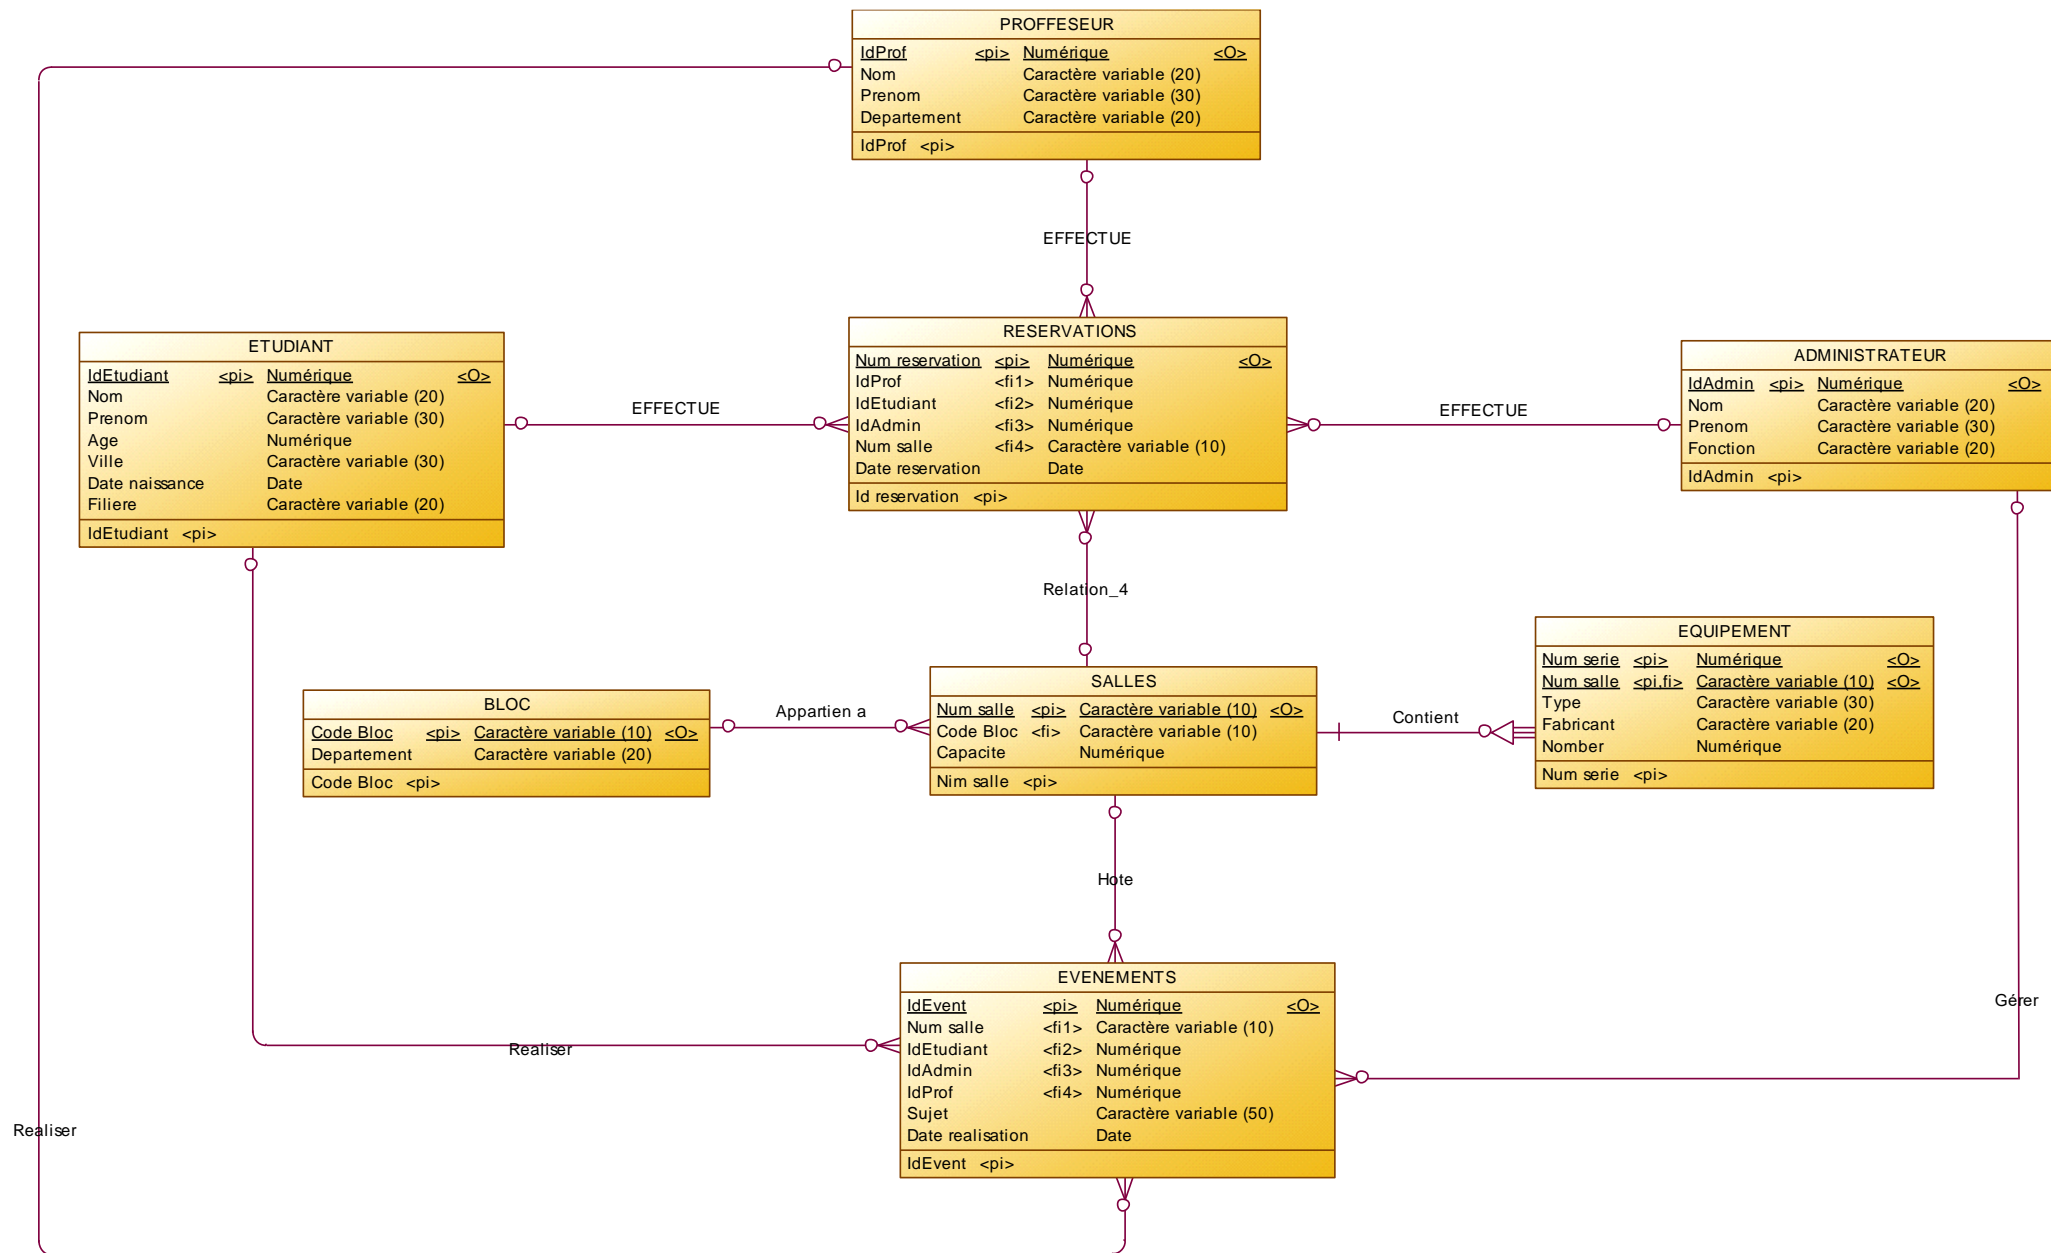 PROFFESEUR
IdProf <pi> Numérique <O>
Nom Caractère variable (20)
Prenom Caractère variable (30)
Departement Caractère variable (20)
IdProf <pi>
EFFECTUE
ETUDIANT
IdEtudiant <pi> Numérique <O>
Nom Caractère variable (20)
Prenom Caractère variable (30)
Age Numérique
Ville Caractère variable (30)
Date naissance Date
Filiere Caractère variable (20)
IdEtudiant <pi>
EFFECTUE
RESERVATIONS
Num reservation <pi> Numérique <O>
IdProf <fi1> Numérique
IdEtudiant <fi2> Numérique
IdAdmin <fi3> Numérique
Num salle <fi4> Caractère variable (10)
Date reservation Date
Id reservation <pi>
EFFECTUE
ADMINISTRATEUR
IdAdmin <pi> Numérique <O>
Nom Caractère variable (20)
Prenom Caractère variable (30)
Fonction Caractère variable (20)
IdAdmin <pi>
Relation_4
BLOC
Code Bloc <pi> Caractère variable (10) <O>
Departement Caractère variable (20)
Code Bloc <pi>
Appartien a
SALLES
Num salle <pi> Caractère variable (10) <O>
Code Bloc <fi> Caractère variable (10)
Capacite Numérique
Nim salle <pi>
Contient
EQUIPEMENT
Num serie <pi> Numérique <O>
Num salle <pi,fi> Caractère variable (10) <O>
Type Caractère variable (30)
Fabricant Caractère variable (20)
Nomber Numérique
Num serie <pi>
Hote
EVENEMENTS
IdEvent <pi> Numérique <O>
Num salle <fi1> Caractère variable (10)
IdEtudiant <fi2> Numérique
IdAdmin <fi3> Numérique
IdProf <fi4> Numérique
Sujet Caractère variable (50)
Date realisation Date
IdEvent <pi>
Gérer
Realiser
Realiser